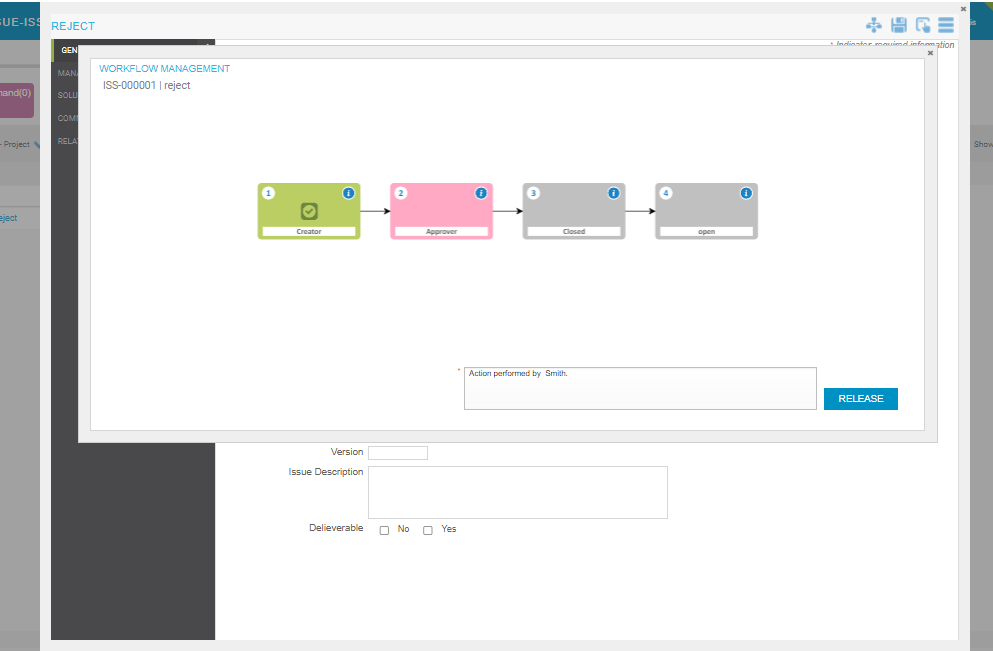 UE-ISS
REJECT
is
* Indicates required information
GEN
WORKFLOW MANAGEMENT
ISS-000001 | reject
MANA
SOLU
COMM
RELAT
mand(0)
- Project
Show
eject
1
2
3
4
Creator
Approver
Closed
open
* Action performed by Smith.
RELEASE
Version
Issue Description
Delieverable
No
Yes